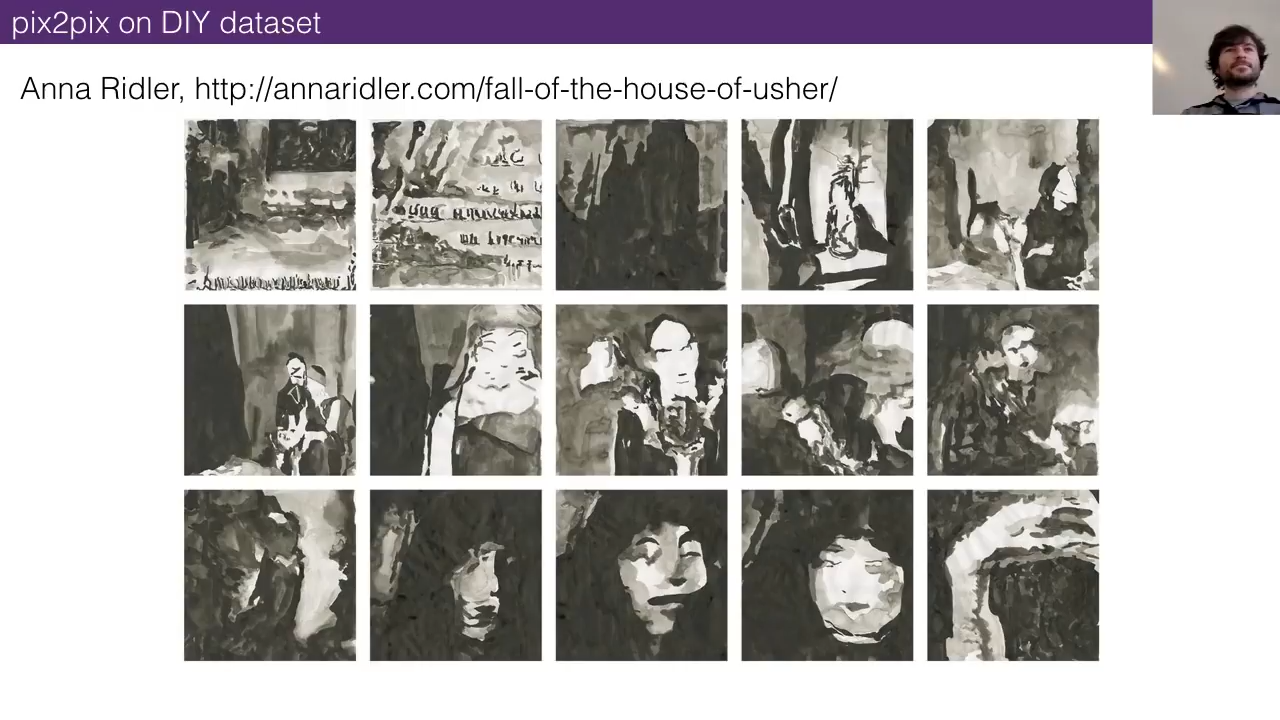 pix2pix on DIY dataset
Anna Ridler, http://annaridler.com/fall-of-the-house-of-usher/